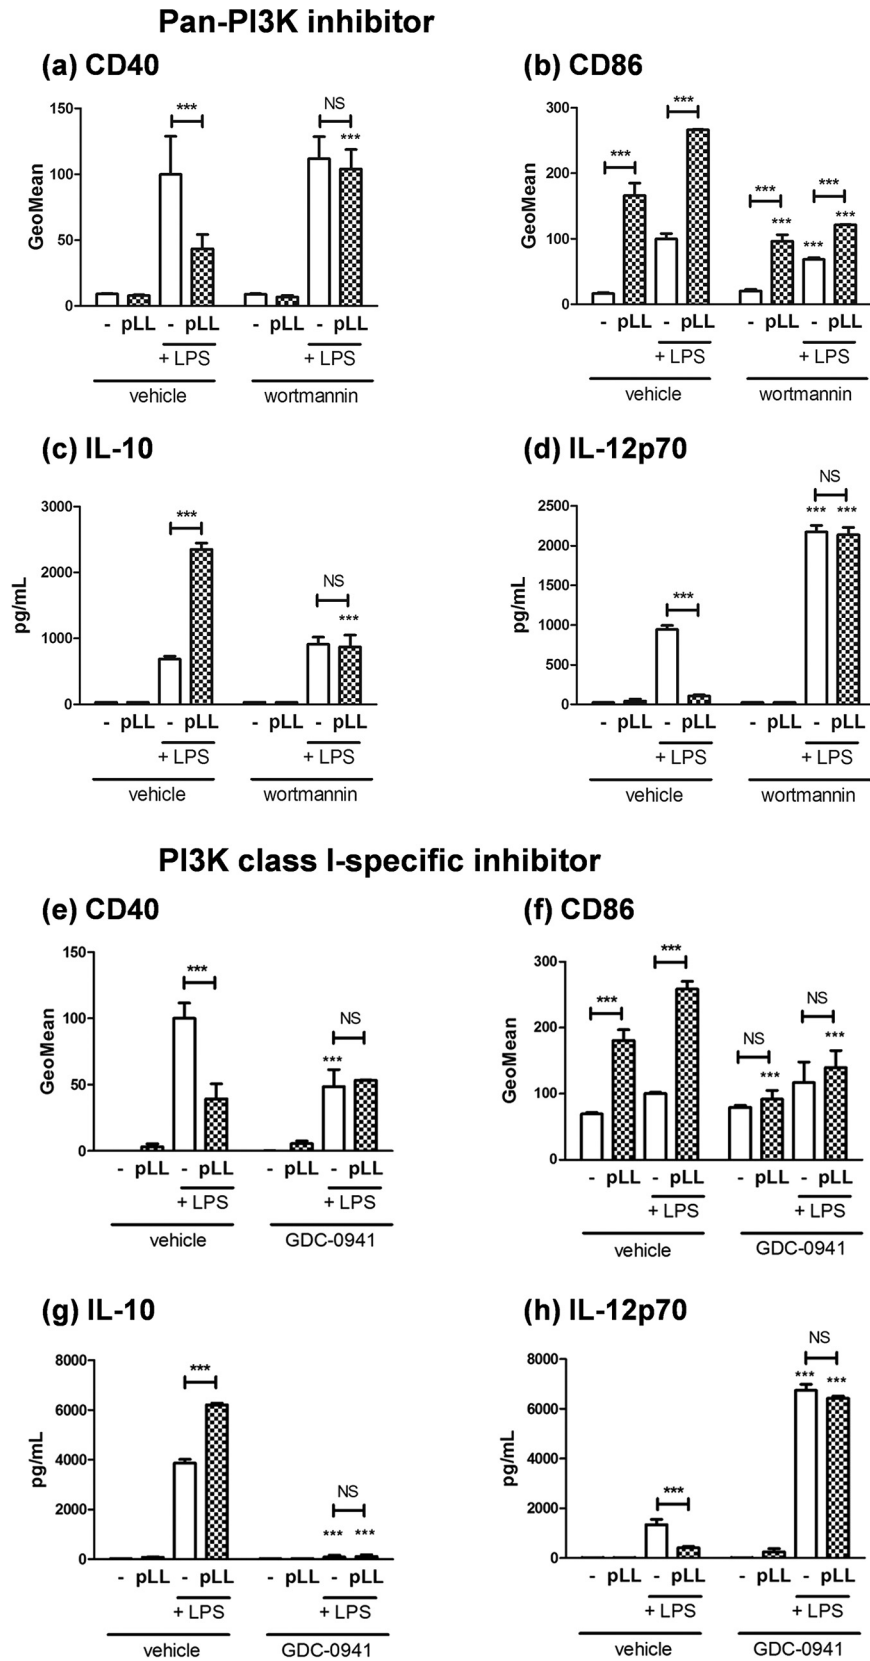 Pan-PI3K inhibitor
(a) CD40
150
100
50
0
GeoMean
***
NS
***
- pLL - pLL - pLL - pLL
+ LPS + LPS
vehicle wortmannin
(b) CD86
300
200
100
0
GeoMean
***
***
***
***
***
***
***
- pLL - pLL - pLL - pLL
+ LPS + LPS
vehicle wortmannin
(c) IL-10
3000
2000
1000
0
pg/mL
***
NS
***
- pLL - pLL - pLL - pLL
+ LPS + LPS
vehicle wortmannin
(d) IL-12p70
2500
2000
1500
1000
500
0
pg/mL
***
NS
*** ***
- pLL - pLL - pLL - pLL
+ LPS + LPS
vehicle wortmannin
PI3K class I-specific inhibitor
(e) CD40
150
100
50
0
GeoMean
***
NS
***
- pLL - pLL - pLL - pLL
+ LPS + LPS
vehicle GDC-0941
(f) CD86
300
200
100
0
GeoMean
***
***
NS
***
NS
***
- pLL - pLL - pLL - pLL
+ LPS + LPS
vehicle GDC-0941
(g) IL-10
8000
6000
4000
2000
0
pg/mL
***
NS
*** ***
- pLL - pLL - pLL - pLL
+ LPS + LPS
vehicle GDC-0941
(h) IL-12p70
8000
6000
4000
2000
0
pg/mL
***
NS
*** ***
- pLL - pLL - pLL - pLL
+ LPS + LPS
vehicle GDC-0941